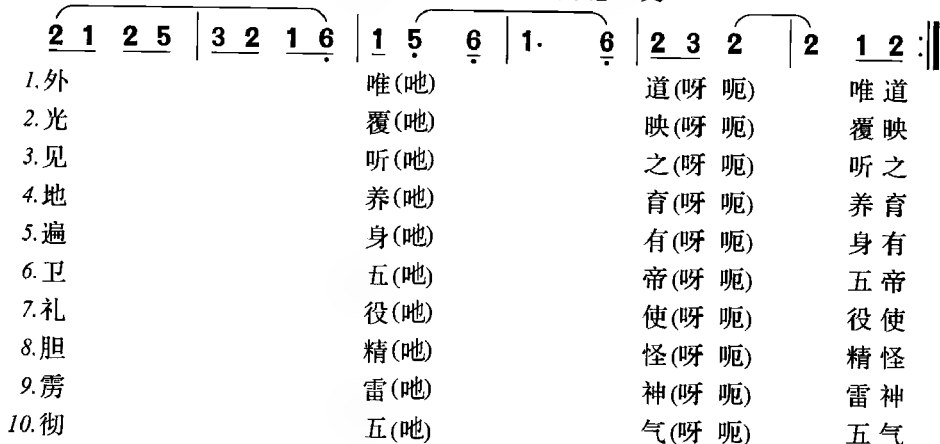 2 1 2 5 | 3 2 1 6 | 1 5 6 | 1· 6 | 2 3 2 | 2 1 2 :‖
1.外 唯(吔) 道(呀 呃) 唯 道
2.光 覆(吔) 映(呀 呃) 覆 映
3.见 听(吔) 之(呀 呃) 听 之
4.地 养(吔) 育(呀 呃) 养 育
5.遍 身(吔) 有(呀 呃) 身 有
6.卫 五(吔) 帝(呀 呃) 五 帝
7.礼 役(吔) 使(呀 呃) 役 使
8.胆 精(吔) 怪(呀 呃) 精 怪
9.雳 雷(吔) 神(呀 呃) 雷 神
10.彻 五(吔) 气(呀 呃) 五 气